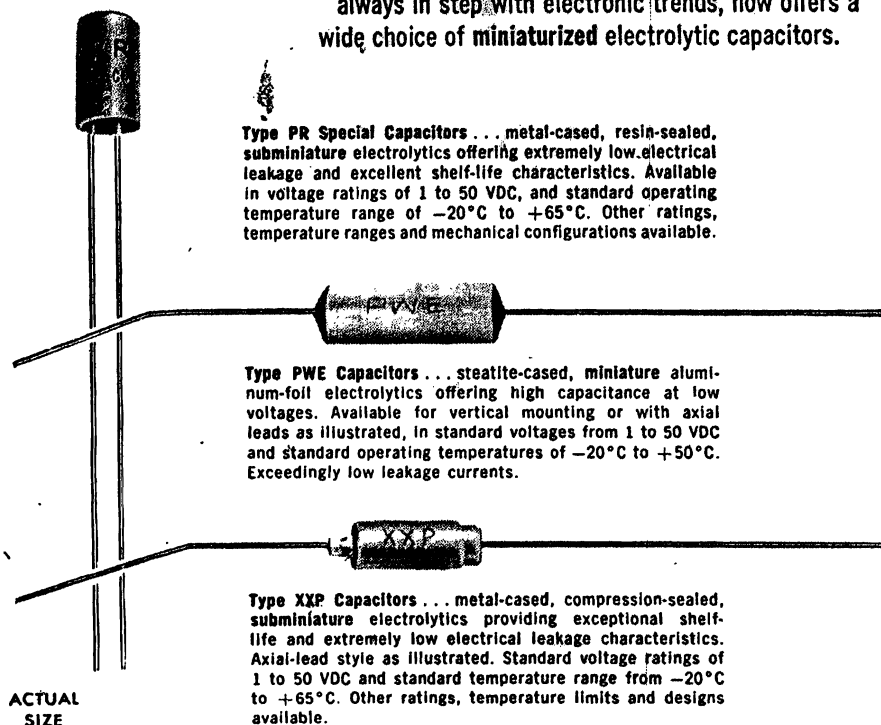 always in step with electronic trends, now offers a
wide choice of miniaturized electrolytic capacitors.
Type PR Special Capacitors . . . metal-cased, resin-sealed,
subminiature electrolytics offering extremely low electrical
leakage and excellent shelf-life characteristics. Available
in voltage ratings of 1 to 50 VDC, and standard operating
temperature range of −20°C to +65°C. Other ratings,
temperature ranges and mechanical configurations available.
PWE
Type PWE Capacitors . . . steatite-cased, miniature alumi-
num-foil electrolytics offering high capacitance at low
voltages. Available for vertical mounting or with axial
leads as illustrated, in standard voltages from 1 to 50 VDC
and standard operating temperatures of −20°C to +50°C.
Exceedingly low leakage currents.
XXP
Type XXP Capacitors . . . metal-cased, compression-sealed,
subminiature electrolytics providing exceptional shelf-
life and extremely low electrical leakage characteristics.
Axial-lead style as illustrated. Standard voltage ratings of
1 to 50 VDC and standard temperature range from −20°C
to +65°C. Other ratings, temperature limits and designs
available.
ACTUAL
SIZE